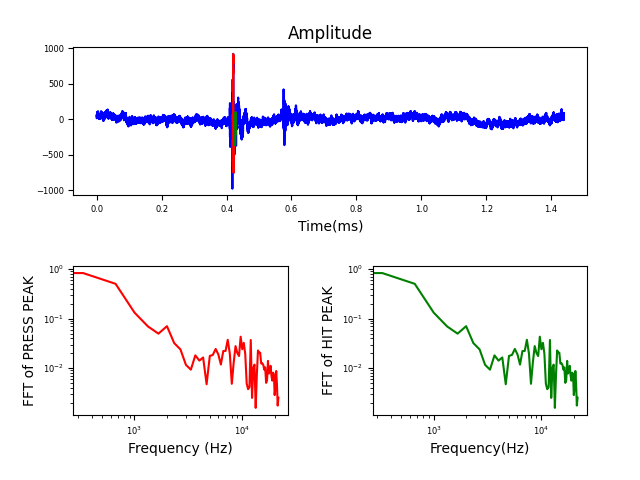 Amplitude
1000
500
0
−500
−1000
0.0 0.2 0.4 0.6 0.8 1.0 1.2 1.4
Time(ms)
FFT of PRESS PEAK
10⁰
10⁻¹
10⁻²
10³ 10⁴
Frequency (Hz)
FFT of HIT PEAK
10⁰
10⁻¹
10⁻²
10³ 10⁴
Frequency(Hz)